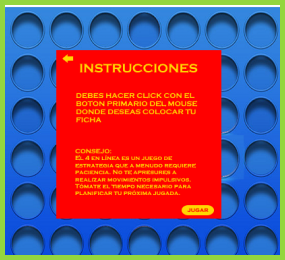 INSTRUCCIONES
DEBES HACER CLICK CON EL
BOTON PRIMARIO DEL MOUSE
DONDE DESEAS COLOCAR TU
FICHA
CONSEJO:
EL 4 EN LÍNEA ES UN JUEGO DE
ESTRATEGIA QUE A MENUDO REQUIERE
PACIENCIA. NO TE APRESURES A
REALIZAR MOVIMIENTOS IMPULSIVOS.
TÓMATE EL TIEMPO NECESARIO PARA
PLANIFICAR TU PRÓXIMA JUGADA.
JUGAR